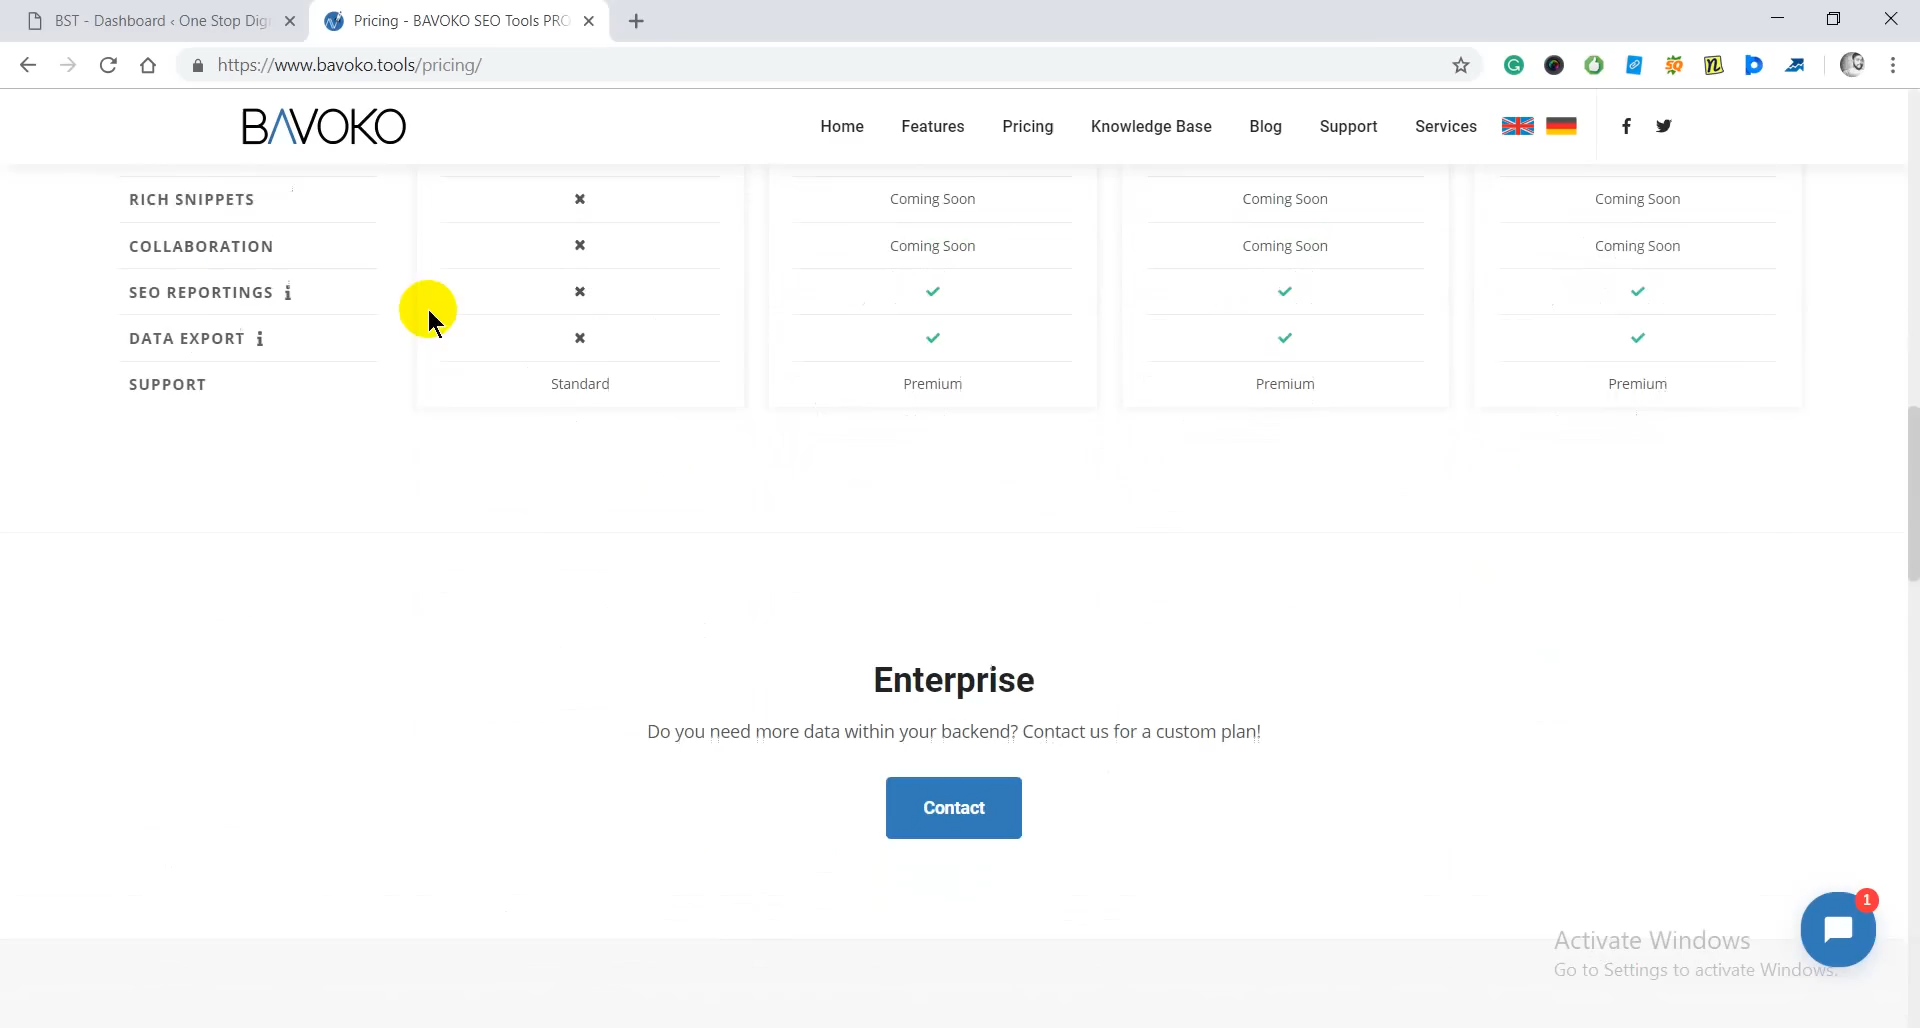 BST - Dashboard ‹ One Stop Dig
Pricing - BAVOKO SEO Tools PRO
https://www.bavoko.tools/pricing/
BAVOKO
Home Features Pricing Knowledge Base Blog Support Services
RICH SNIPPETS Coming Soon Coming Soon Coming Soon
COLLABORATION Coming Soon Coming Soon Coming Soon
SEO REPORTINGS
DATA EXPORT
SUPPORT Standard Premium Premium Premium
Enterprise
Do you need more data within your backend? Contact us for a custom plan!
Contact
1
Activate Windows
Go to Settings to activate Windows.